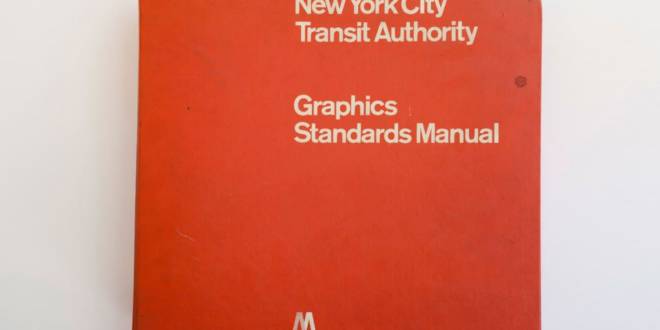 New York City
Transit Authority
Graphics
Standards Manual
M